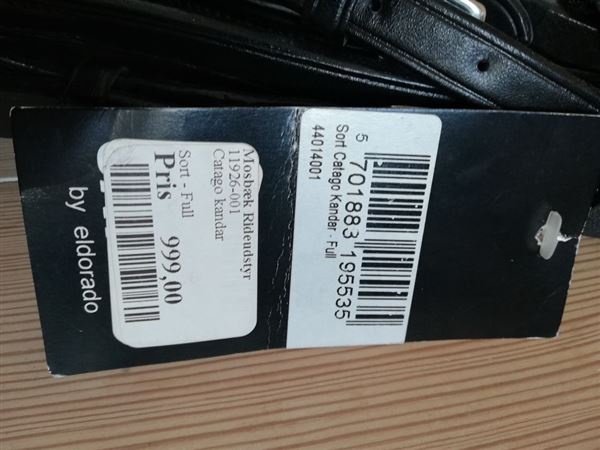 5 701883 195535
Sort Catago Kandar - Full
44014001
Mosbæk Rideudstyr
11926-001
Catago kandar
Sort - Full
Pris 999,00
by eldorado